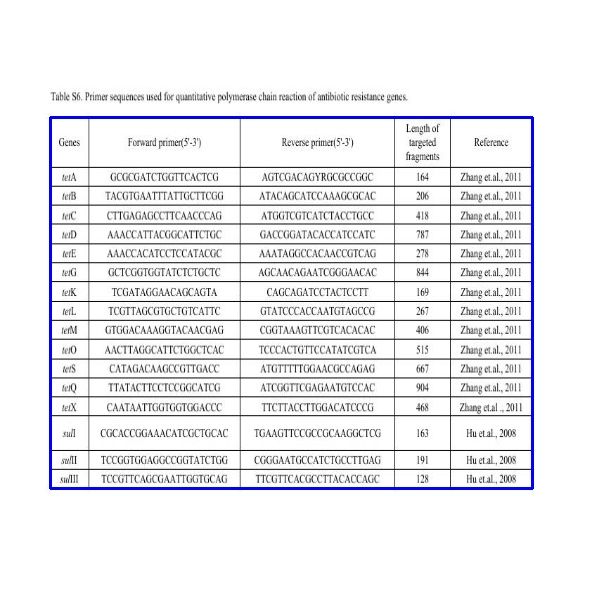 Table S6. Primer sequences used for quantitative polymerase chain reaction of antibiotic resistance genes.
Genes Forward primer(5'-3') Reverse primer(5'-3') Length of targeted fragments Reference
tetA GCGCGATCTGGTTCACTCG AGTCGACAGYRGCGCCGGC 164 Zhang et.al., 2011
tetB TACGTGAATTTATTGCTTCGG ATACAGCATCCAAAGCGCAC 206 Zhang et.al., 2011
tetC CTTGAGAGCCTTCAACCCAG ATGGTCGTCATCTACCTGCC 418 Zhang et.al., 2011
tetD AAACCATTACGGCATTCTGC GACCGGATACACCATCCATC 787 Zhang et.al., 2011
tetE AAACCACATCCTCCATACGC AAATAGGCCACAACCGTCAG 278 Zhang et.al., 2011
tetG GCTCGGTGGTATCTCTGCTC AGCAACAGAATCGGGAACAC 844 Zhang et.al., 2011
tetK TCGATAGGAACAGCAGTA CAGCAGATCCTACTCCTT 169 Zhang et.al., 2011
tetL TCGTTAGCGTGCTGTCATTC GTATCCCACCAATGTAGCCG 267 Zhang et.al., 2011
tetM GTGGACAAAGGTACAACGAG CGGTAAAGTTCGTCACACAC 406 Zhang et.al., 2011
tetO AACTTAGGCATTCTGGCTCAC TCCCACTGTTCCATATCGTCA 515 Zhang et.al., 2011
tetS CATAGACAAGCCGTTGACC ATGTTTTTGGAACGCCAGAG 667 Zhang et.al., 2011
tetQ TTATACTTCCTCCGGCATCG ATCGGTTCGAGAATGTCCAC 904 Zhang et.al., 2011
tetX CAATAATTGGTGGTGGACCC TTCTTACCTTGGACATCCCG 468 Zhang et.al ., 2011
sulI CGCACCGGAAACATCGCTGCAC TGAAGTTCCGCCGCAAGGCTCG 163 Hu et.al., 2008
sulII TCCGGTGGAGGCCGGTATCTGG CGGGAATGCCATCTGCCTTGAG 191 Hu et.al., 2008
sulIII TCCGTTCAGCGAATTGGTGCAG TTCGTTCACGCCTTACACCAGC 128 Hu et.al., 2008